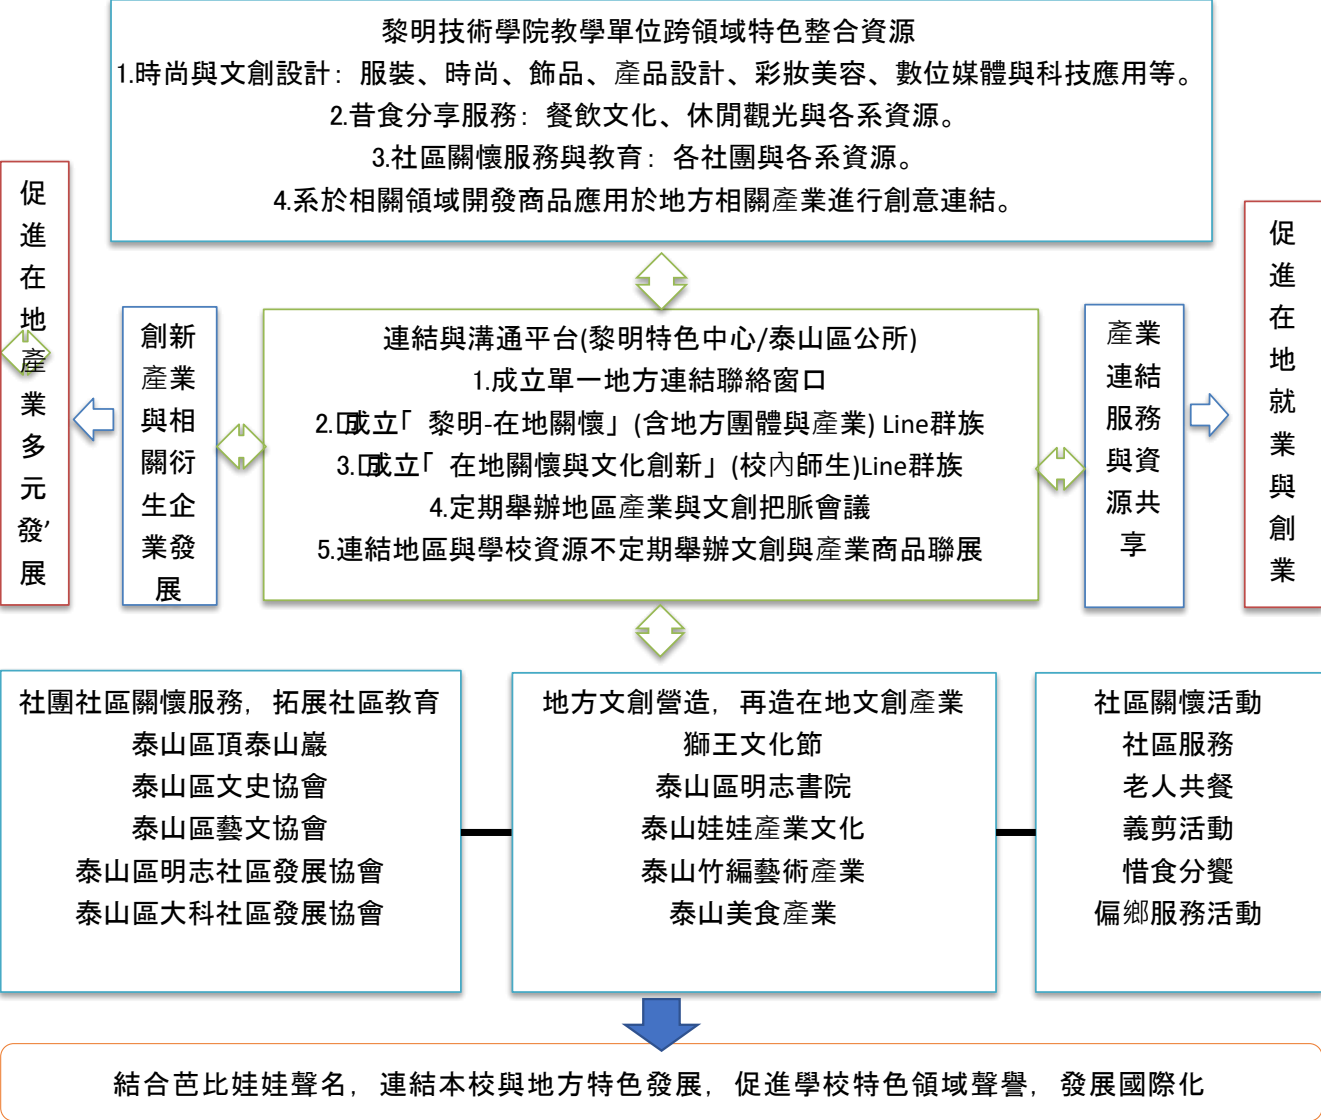 黎明技術學院教學單位跨領域特色整合資源
1.時尚與文創設計：服裝、時尚、飾品、產品設計、彩妝美容、數位媒體與科技應用等。
2.昔食分享服務：餐飲文化、休閒觀光與各系資源。
3.社區關懷服務與教育：各社團與各系資源。
4.系於相關領域開發商品應用於地方相關產業進行創意連結。
促
進
在
地
產
業
多
元
發’
展
創新
產業
與相
關衍
生企
業發
展
連結與溝通平台(黎明特色中心/泰山區公所)
1.成立單一地方連結聯絡窗口
2.成立「 黎明-在地關懷」(含地方團體與產業) Line群族
3.成立「 在地關懷與文化創新」(校內師生)Line群族
4.定期舉辦地區產業與文創把脈會議
5.連結地區與學校資源不定期舉辦文創與產業商品聯展
產業
連結
服務
與資
源共
享
促
進
在
地
就
業
與
創
業
社團社區關懷服務，拓展社區教育
泰山區頂泰山巖
泰山區文史協會
泰山區藝文協會
泰山區明志社區發展協會
泰山區大科社區發展協會
地方文創營造，再造在地文創產業
獅王文化節
泰山區明志書院
泰山娃娃產業文化
泰山竹編藝術產業
泰山美食產業
社區關懷活動
社區服務
老人共餐
義剪活動
惜食分饗
偏鄉服務活動
結合芭比娃娃聲名，連結本校與地方特色發展，促進學校特色領域聲譽，發展國際化